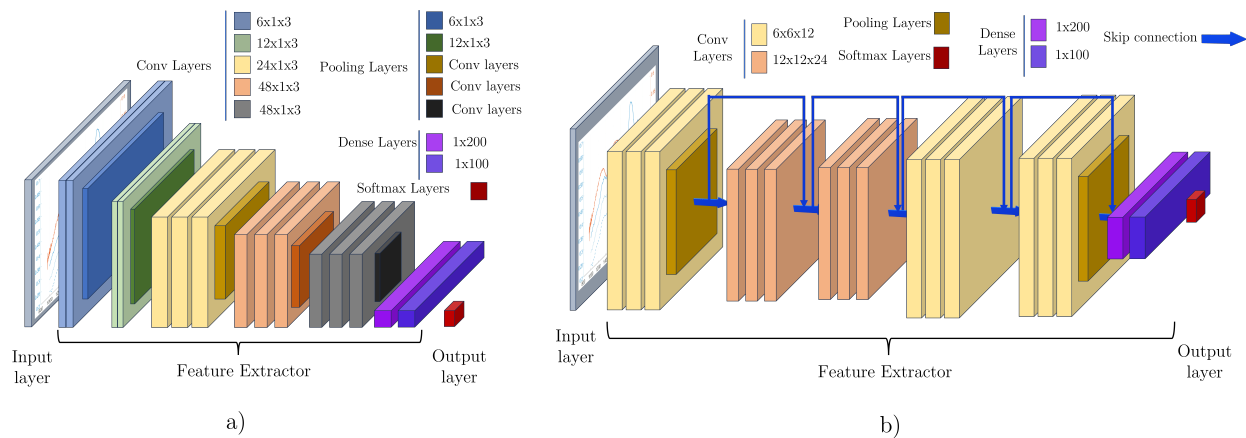 Conv Layers
6x1x3
12x1x3
24x1x3
48x1x3
48x1x3
Pooling Layers
6x1x3
12x1x3
Conv layers
Conv layers
Conv layers
Dense Layers
1x200
1x100
Softmax Layers
Input
layer
Feature Extractor
Output
layer
a)
Conv
Layers
6x6x12
12x12x24
Pooling Layers
Softmax Layers
Dense
Layers
1x200
1x100
Skip connection
Input
layer
Feature Extractor
Output
layer
b)